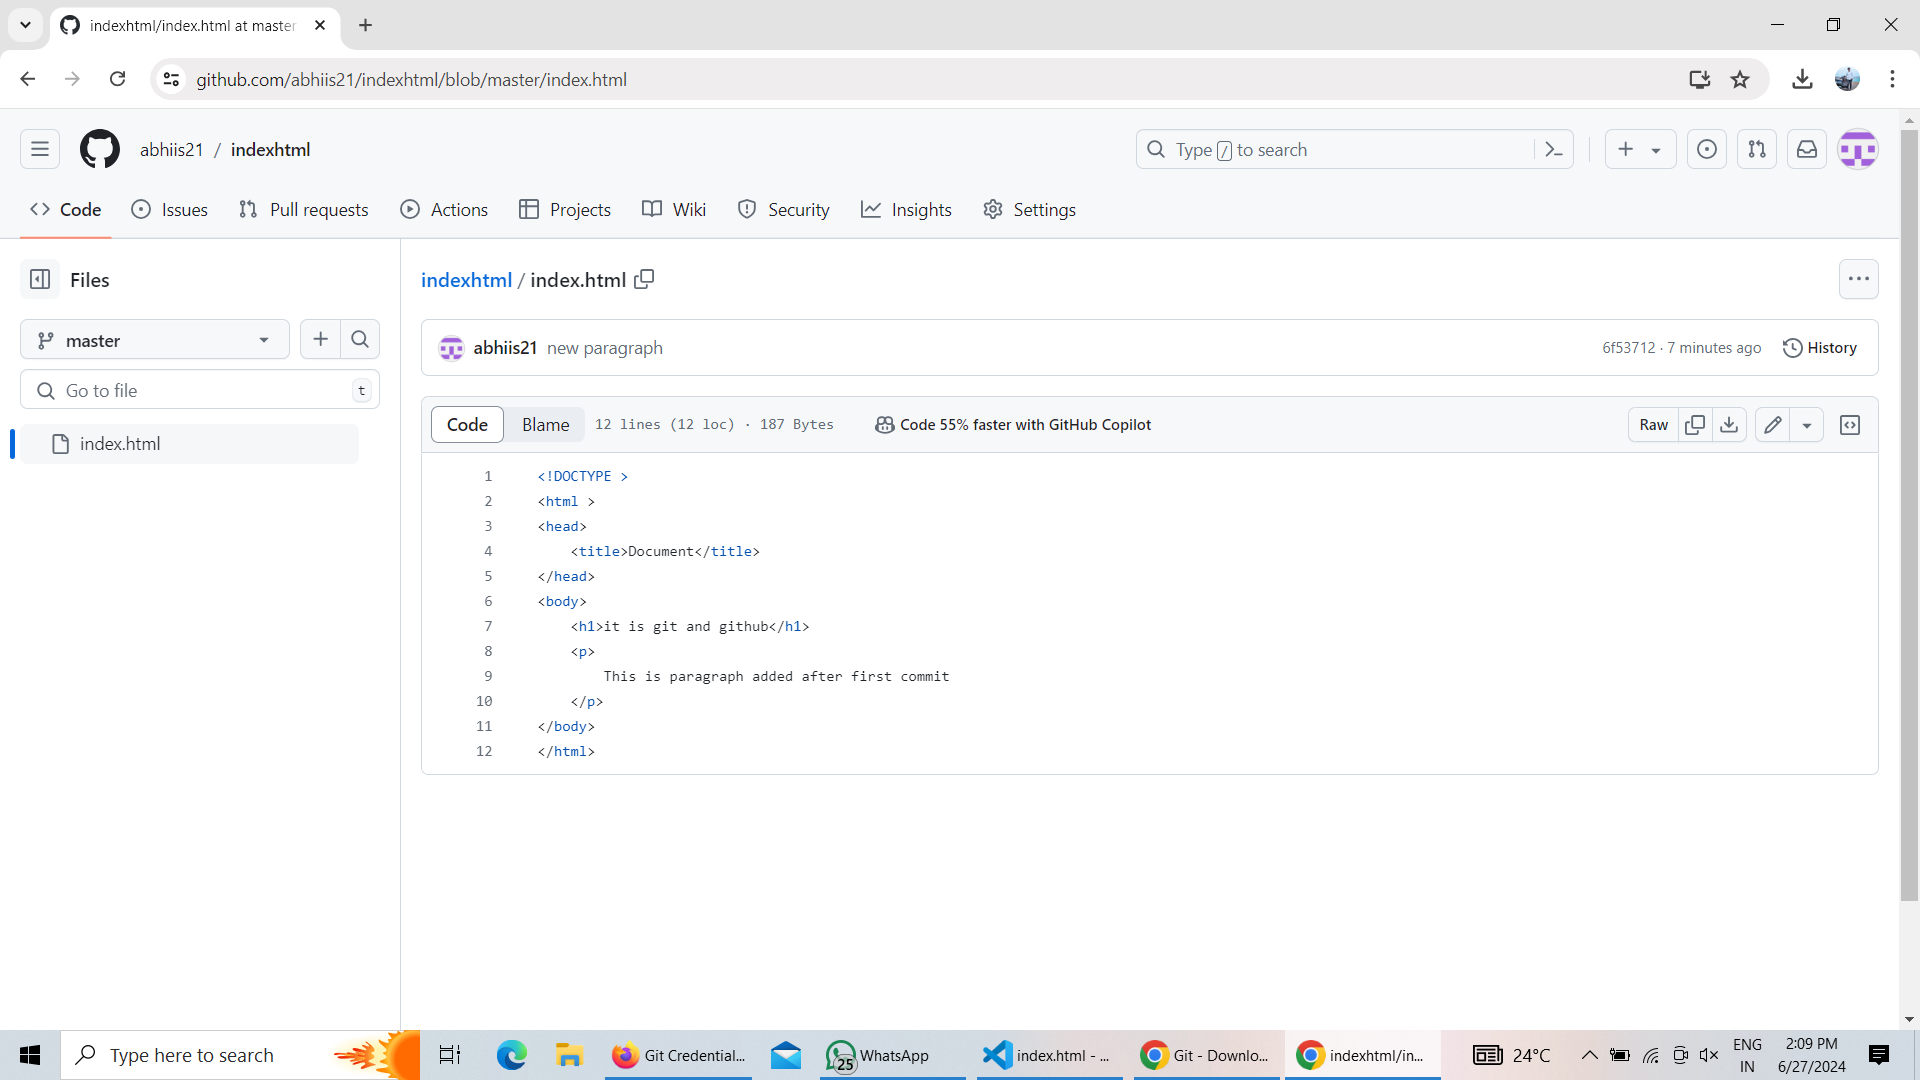 indexhtml/index.html at master
github.com/abhiis21/indexhtml/blob/master/index.html
abhiis21 / indexhtml
Type / to search
Code Issues Pull requests Actions Projects Wiki Security Insights Settings
Files
master
Go to file t
index.html
indexhtml / index.html
abhiis21 new paragraph 6f53712 · 7 minutes ago History
Code Blame 12 lines (12 loc) · 187 Bytes Code 55% faster with GitHub Copilot Raw
1 <!DOCTYPE >
2 <html >
3 <head>
4     <title>Document</title>
5 </head>
6 <body>
7     <h1>it is git and github</h1>
8     <p>
9         This is paragraph added after first commit
10     </p>
11 </body>
12 </html>
Type here to search
Git Credential...
25 WhatsApp
index.html - ...
Git - Downlo...
indexhtml/in...
24°C
ENG
IN
2:09 PM
6/27/2024